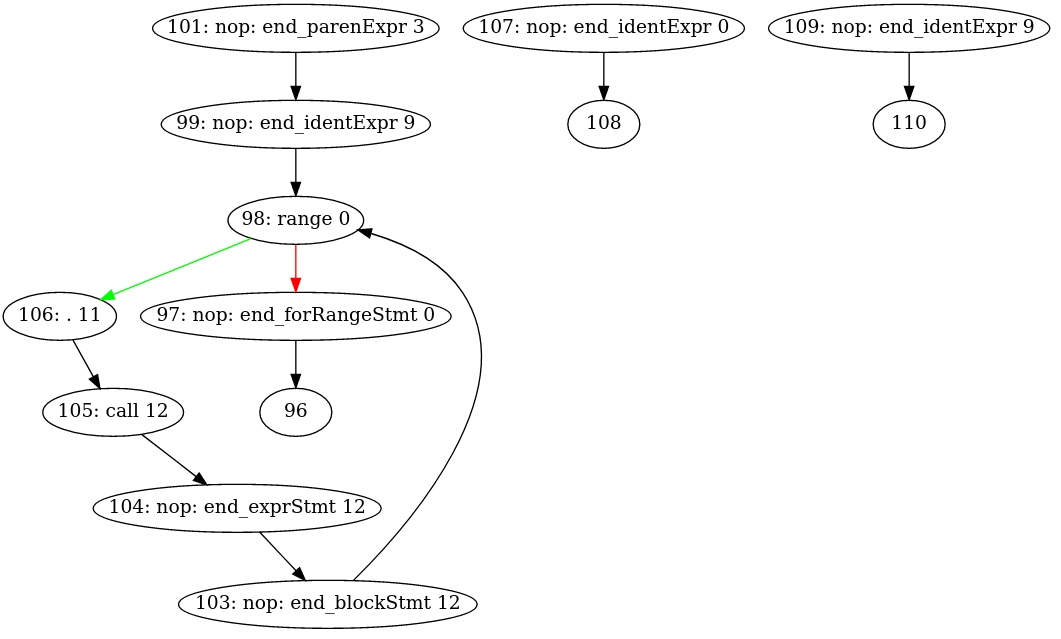 101: nop: end_parenExpr 3
107: nop: end_identExpr 0
109: nop: end_identExpr 9
99: nop: end_identExpr 9
108
110
98: range 0
106: . 11
97: nop: end_forRangeStmt 0
105: call 12
96
104: nop: end_exprStmt 12
103: nop: end_blockStmt 12